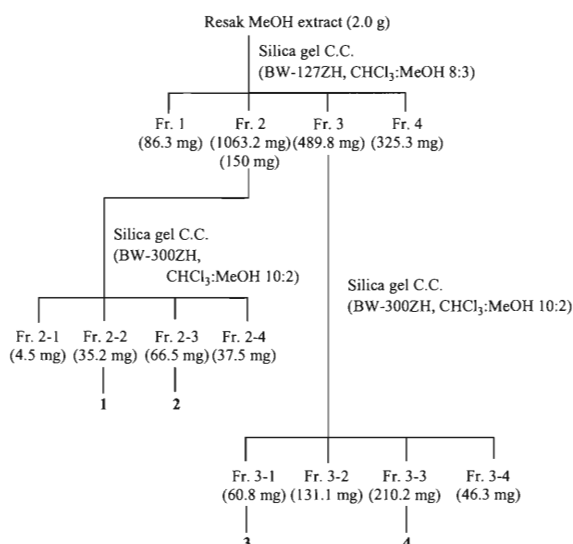 Resak MeOH extract (2.0 g)
Silica gel C.C.
(BW-127ZH, CHCl₃:MeOH 8:3)
Fr. 1 Fr. 2 Fr. 3 Fr. 4
(86.3 mg) (1063.2 mg) (489.8 mg) (325.3 mg)
(150 mg)
Silica gel C.C.
(BW-300ZH,
CHCl₃:MeOH 10:2)
Silica gel C.C.
(BW-300ZH, CHCl₃:MeOH 10:2)
Fr. 2-1 Fr. 2-2 Fr. 2-3 Fr. 2-4
(4.5 mg) (35.2 mg) (66.5 mg) (37.5 mg)
1 2
Fr. 3-1 Fr. 3-2 Fr. 3-3 Fr. 3-4
(60.8 mg) (131.1 mg) (210.2 mg) (46.3 mg)
3 4